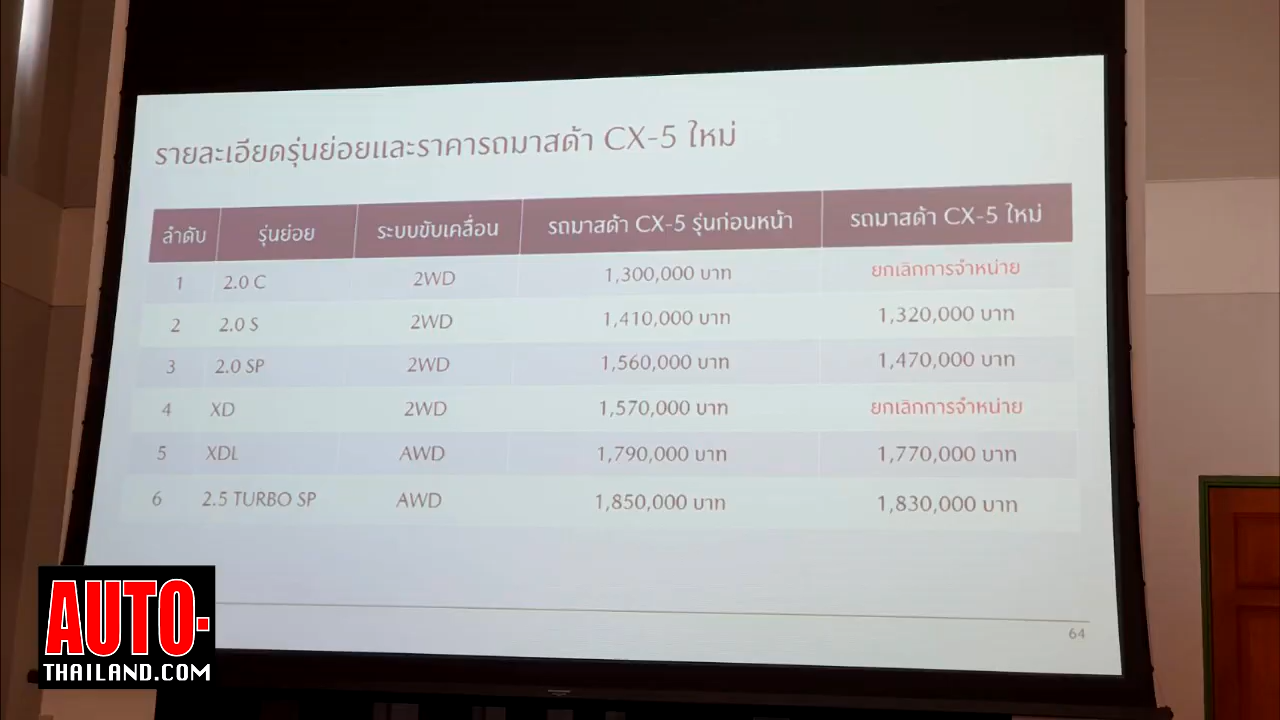 รายละเอียดรุ่นย่อยและราคารถมาสด้า CX-5 ใหม่
ลำดับ รุ่นย่อย ระบบขับเคลื่อน รถมาสด้า CX-5 รุ่นก่อนหน้า รถมาสด้า CX-5 ใหม่
1 2.0 C 2WD 1,300,000 บาท ยกเลิกการจำหน่าย
2 2.0 S 2WD 1,410,000 บาท 1,320,000 บาท
3 2.0 SP 2WD 1,560,000 บาท 1,470,000 บาท
4 XD 2WD 1,570,000 บาท ยกเลิกการจำหน่าย
5 XDL AWD 1,790,000 บาท 1,770,000 บาท
6 2.5 TURBO SP AWD 1,850,000 บาท 1,830,000 บาท
64
AUTO-
THAILAND.COM